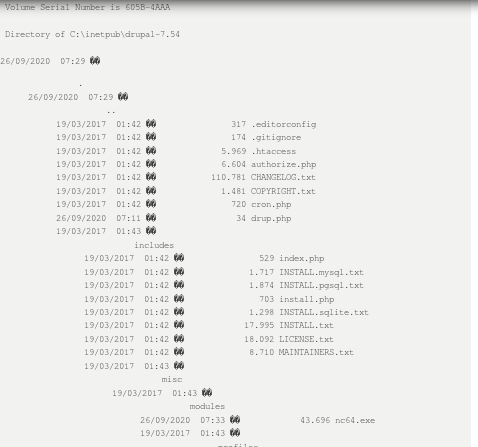 Volume Serial Number is 605B-4AAA
Directory of C:\inetpub\drupal-7.54
26/09/2020 07:29 ��
.
26/09/2020 07:29 ��
..
19/03/2017 01:42 �� 317 .editorconfig
19/03/2017 01:42 �� 174 .gitignore
19/03/2017 01:42 �� 5.969 .htaccess
19/03/2017 01:42 �� 6.604 authorize.php
19/03/2017 01:42 �� 110.781 CHANGELOG.txt
19/03/2017 01:42 �� 1.481 COPYRIGHT.txt
19/03/2017 01:42 �� 720 cron.php
26/09/2020 07:11 �� 34 drup.php
19/03/2017 01:43 ��
includes
19/03/2017 01:42 �� 529 index.php
19/03/2017 01:42 �� 1.717 INSTALL.mysql.txt
19/03/2017 01:42 �� 1.874 INSTALL.pgsql.txt
19/03/2017 01:42 �� 703 install.php
19/03/2017 01:42 �� 1.298 INSTALL.sqlite.txt
19/03/2017 01:42 �� 17.995 INSTALL.txt
19/03/2017 01:42 �� 18.092 LICENSE.txt
19/03/2017 01:42 �� 8.710 MAINTAINERS.txt
19/03/2017 01:43 ��
misc
19/03/2017 01:43 ��
modules
26/09/2020 07:33 �� 43.696 nc64.exe
19/03/2017 01:43 ��
profiles